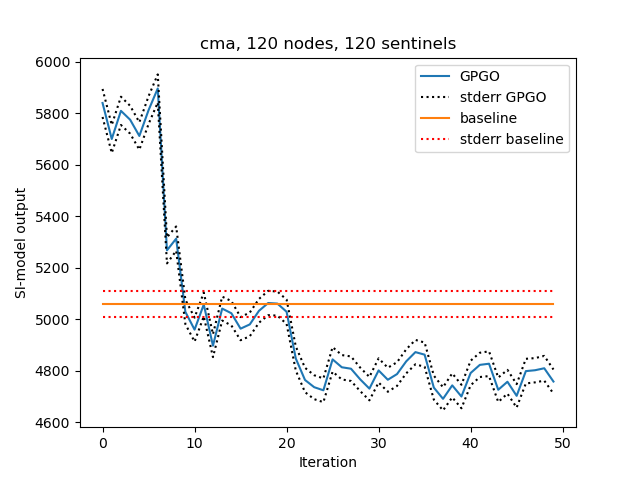 cma, 120 nodes, 120 sentinels
6000
5800
5600
5400
5200
5000
4800
4600
SI-model output
GPGO
stderr GPGO
baseline
stderr baseline
0 10 20 30 40 50
Iteration